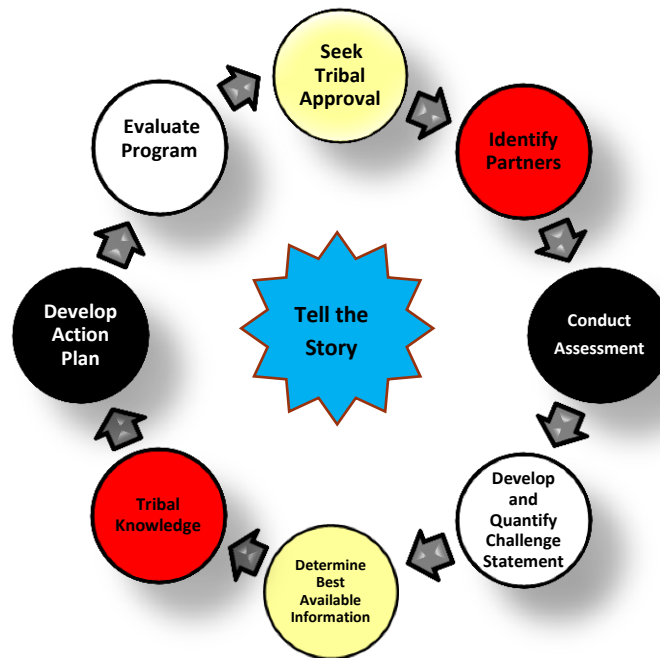 Seek
Tribal
Approval
Identify
Partners
Conduct
Assessment
Develop
and
Quantify
Challenge
Statement
Determine
Best
Available
Information
Tribal
Knowledge
Develop
Action
Plan
Evaluate
Program
Tell the
Story